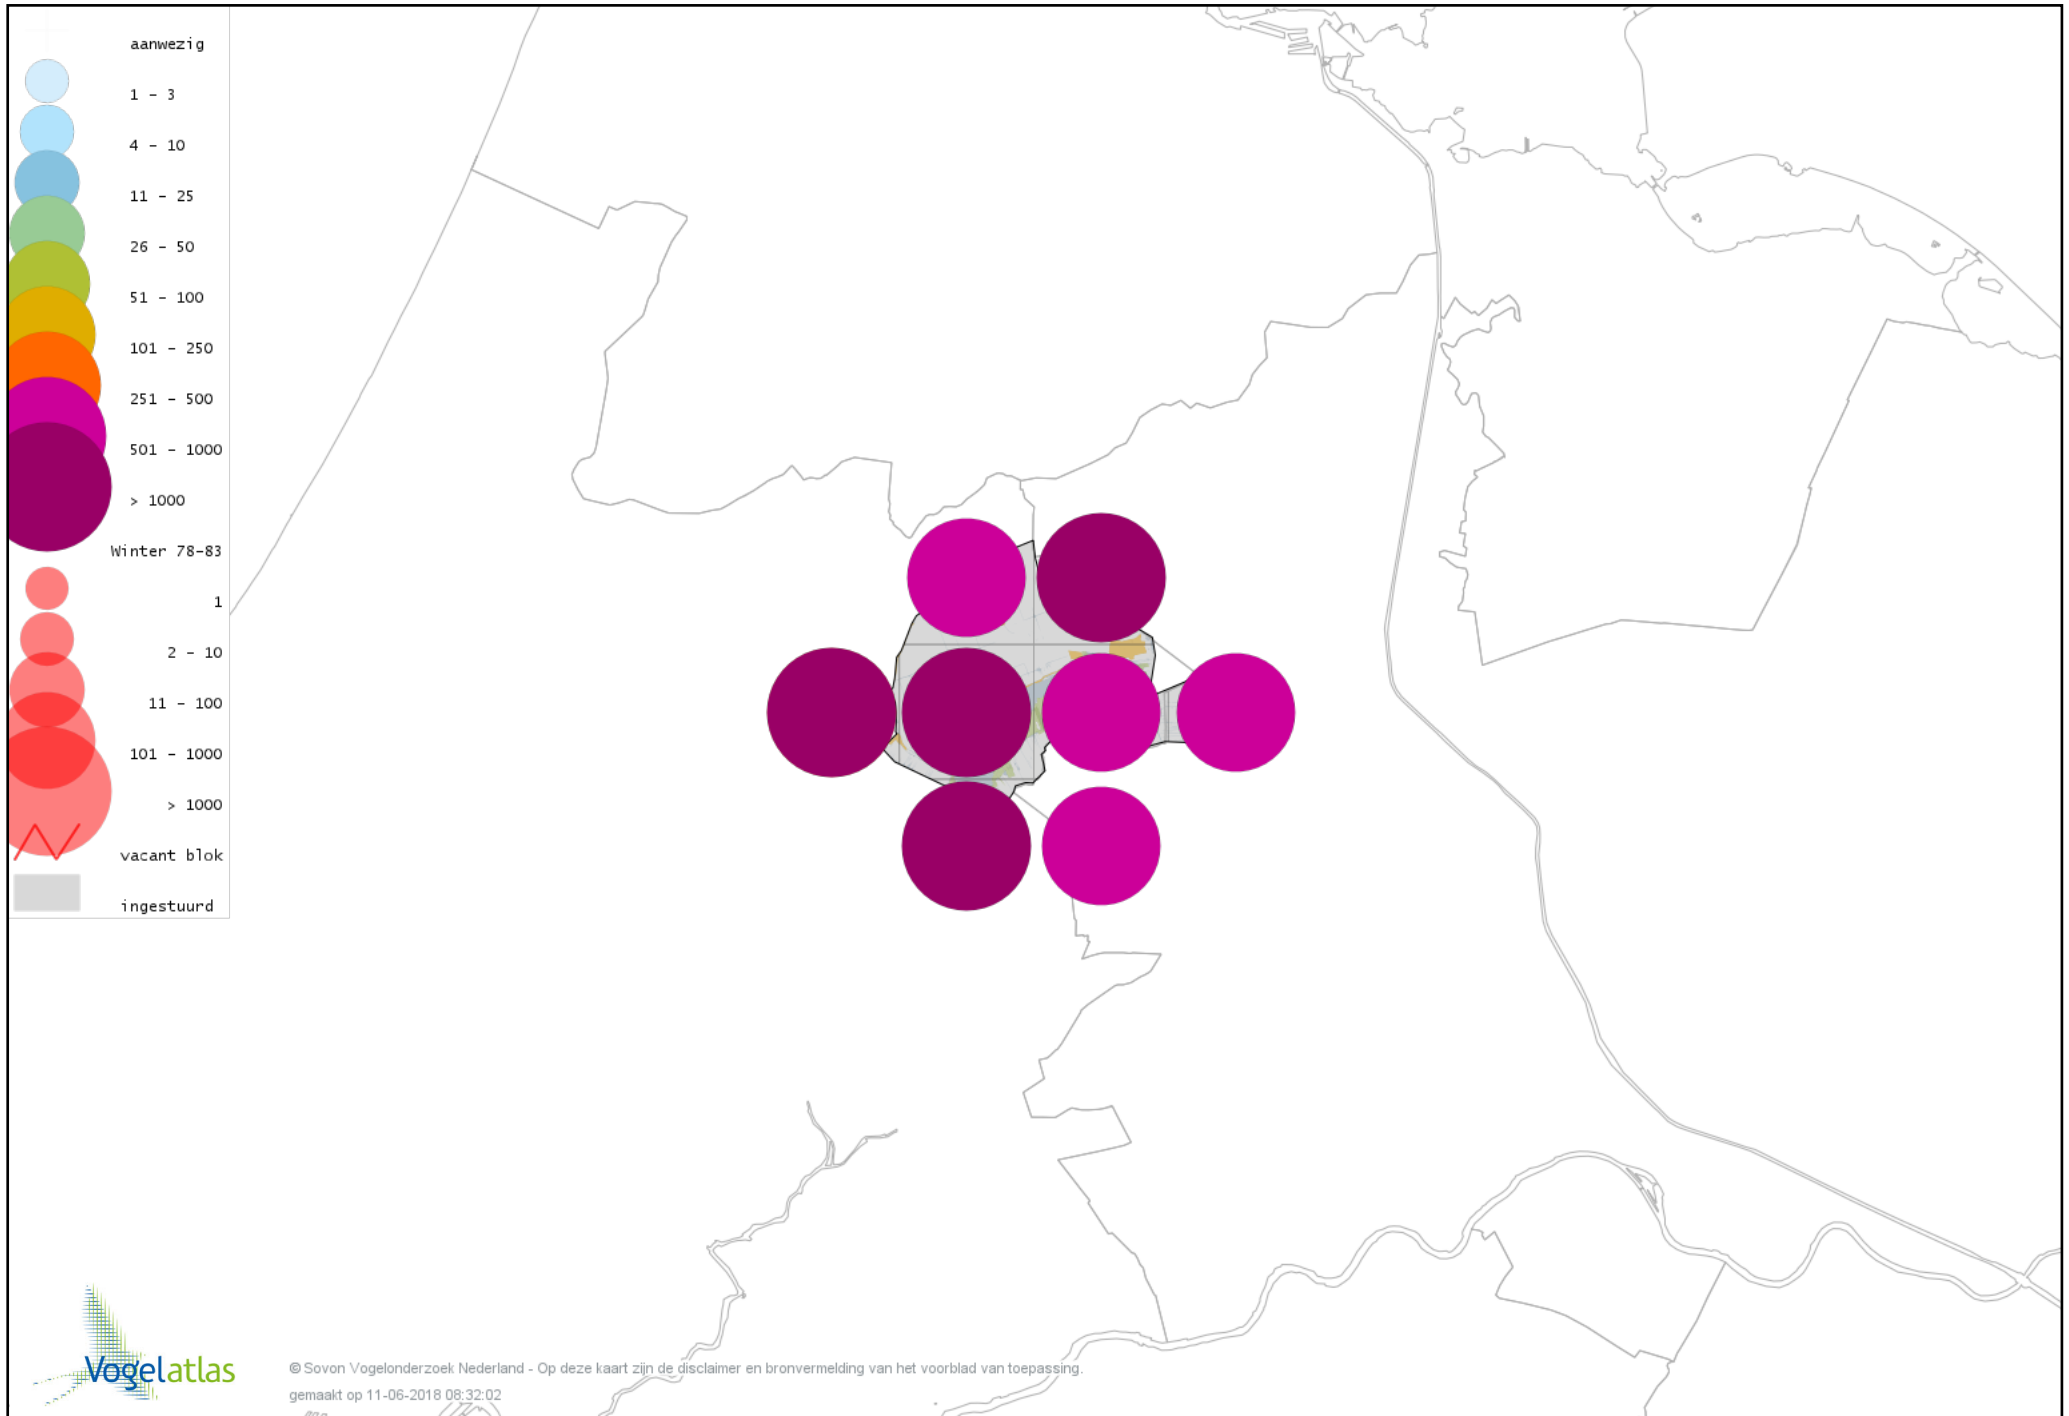 aanwezig
1 - 3
4 - 10
11 - 25
26 - 50
51 - 100
101 - 250
251 - 500
501 - 1000
> 1000
Winter 78-83
1
2 - 10
11 - 100
101 - 1000
> 1000
vacant blok
ingestuurd
Vogelatlas
© Sovon Vogelonderzoek Nederland - Op deze kaart zijn de disclaimer en bronvermelding van het voorblad van toepassing.
gemaakt op 11-06-2018 08:32:02